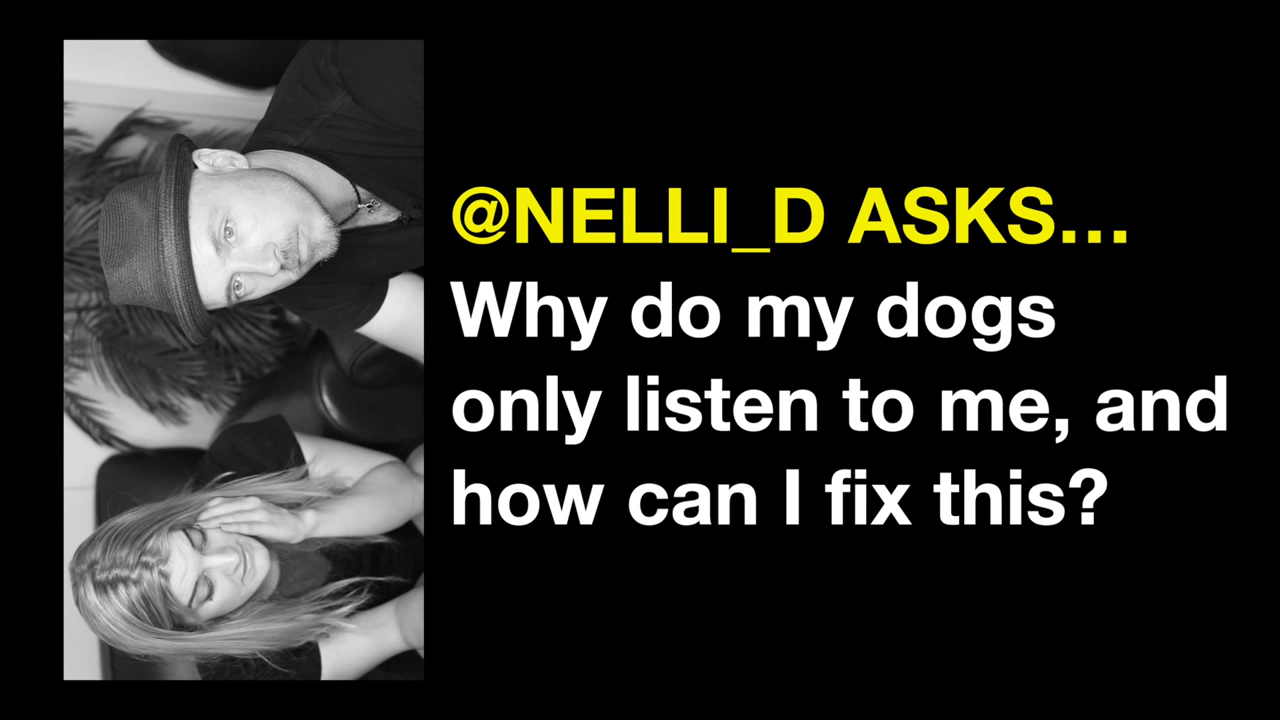 @NELLI_D ASKS...
Why do my dogs
only listen to me, and
how can I fix this?